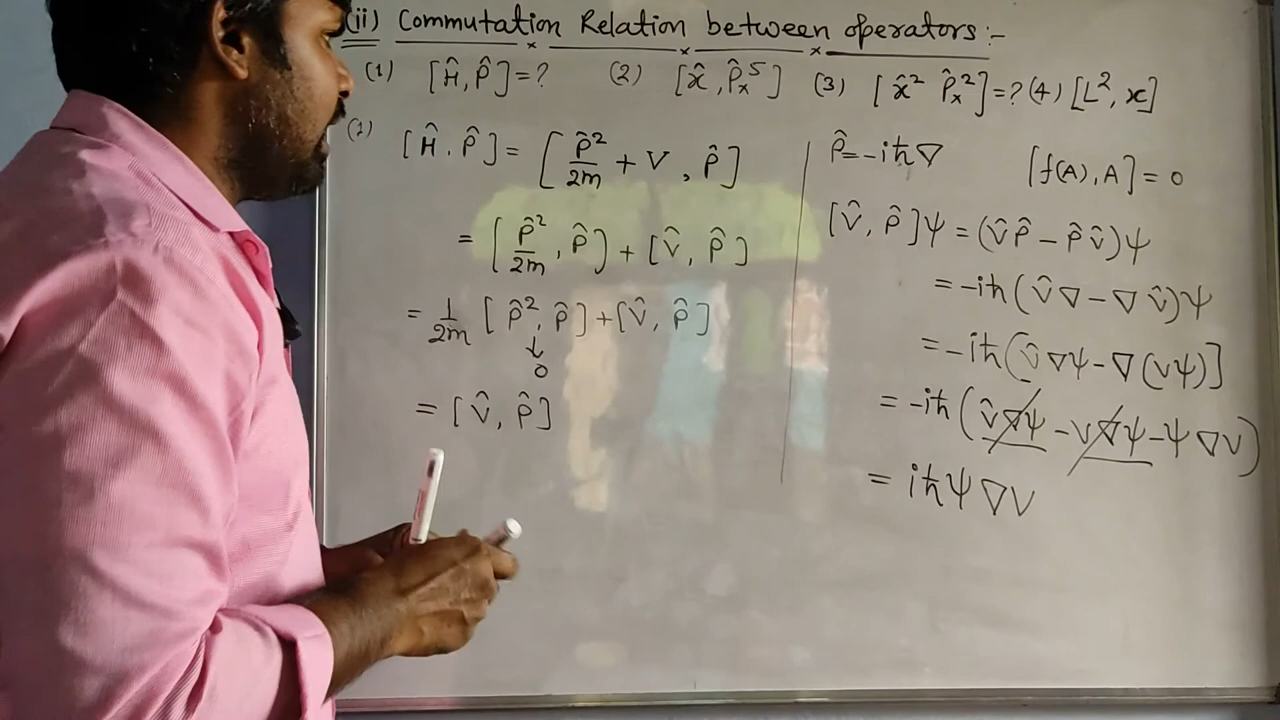 (ii) Commutation Relation between operators :-
(1) [Ĥ, P̂] = ? (2) [x̂, P̂ₓ⁵] (3) [x̂² P̂ₓ²] = ? (4) [L², x]
(1) [Ĥ, P̂] = [P̂²/2m + V, P̂]
= [P̂²/2m, P̂] + [V̂, P̂]
= 1/2m [P̂², P̂] + [V̂, P̂]
↓
0
= [V̂, P̂]
P̂ = -iℏ∇ [f(A), A] = 0
[V̂, P̂]ψ = (V̂P̂ - P̂V̂)ψ
= -iℏ(V̂∇ - ∇V̂)ψ
= -iℏ[V̂∇ψ - ∇(Vψ)]
= -iℏ(V̂∇ψ - V∇ψ - ψ∇V)
= iℏψ∇V